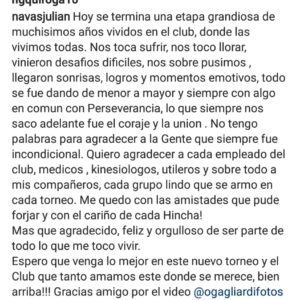 ngquiroga10
navasjulian Hoy se termina una etapa grandiosa de
muchisimos años vividos en el club, donde las
vivimos todas. Nos toca sufrir, nos toco llorar,
vinieron desafios dificiles, nos sobre pusimos ,
llegaron sonrisas, logros y momentos emotivos, todo
se fue dando de menor a mayor y siempre con algo
en comun con Perseverancia, lo que siempre nos
saco adelante fue el coraje y la union . No tengo
palabras para agradecer a la Gente que siempre fue
incondicional. Quiero agradecer a cada empleado del
club, medicos , kinesiologos, utileros y sobre todo a
mis compañeros, cada grupo lindo que se armo en
cada torneo. Me quedo con las amistades que pude
forjar y con el cariño de cada Hincha!
Mas que agradecido, feliz y orgulloso de ser parte de
todo lo que me toco vivir.
Espero que venga lo mejor en este nuevo torneo y el
Club que tanto amamos este donde se merece, bien
arriba!!! Gracias amigo por el video @ogagliardifotos